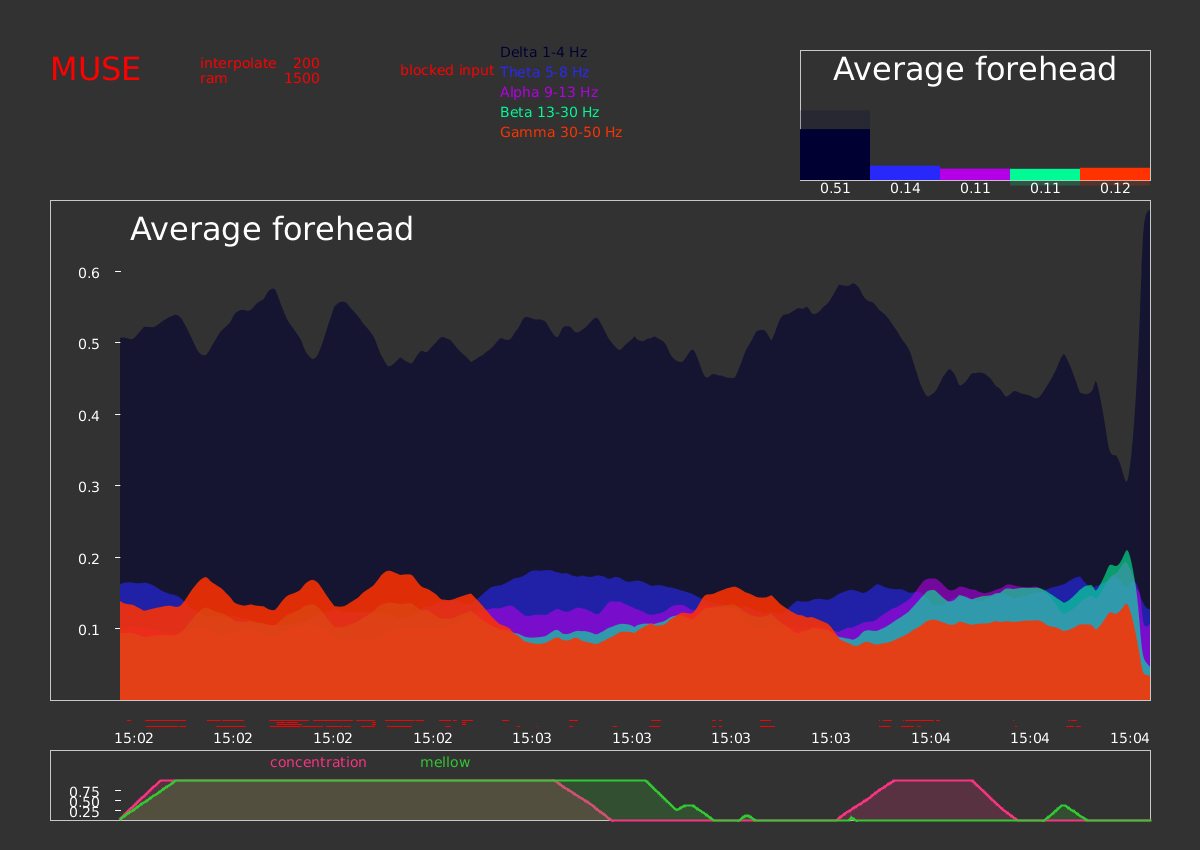 MUSE
interpolate 200
ram 1500
blocked input
Delta 1-4 Hz
Theta 5-8 Hz
Alpha 9-13 Hz
Beta 13-30 Hz
Gamma 30-50 Hz
Average forehead
0.51 0.14 0.11 0.11 0.12
Average forehead
0.6
0.5
0.4
0.3
0.2
0.1
15:02 15:02 15:02 15:02 15:03 15:03 15:03 15:03 15:04 15:04 15:04
concentration mellow
0.75
0.50
0.25